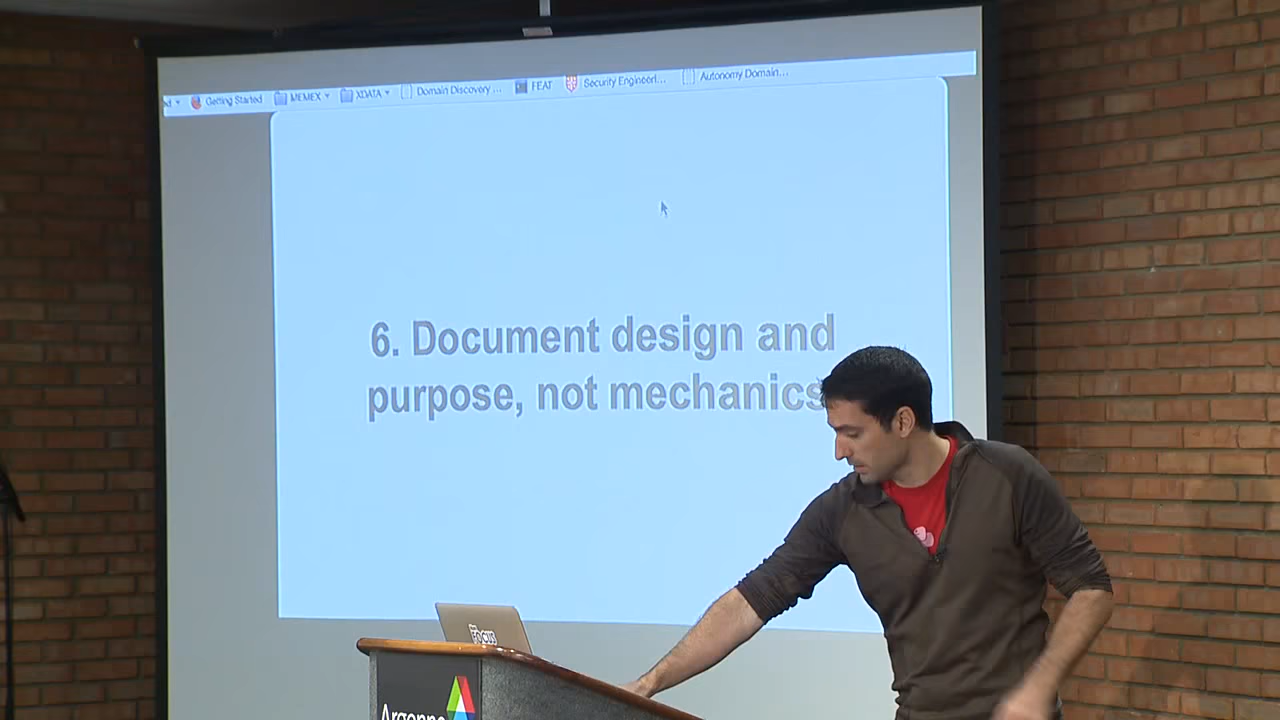 Getting Started MEMEX XDATA Domain Discovery ... FEAT Security Engineeri... Autonomy Domain...
6. Document design and
purpose, not mechanics
FOCUS
Argonne